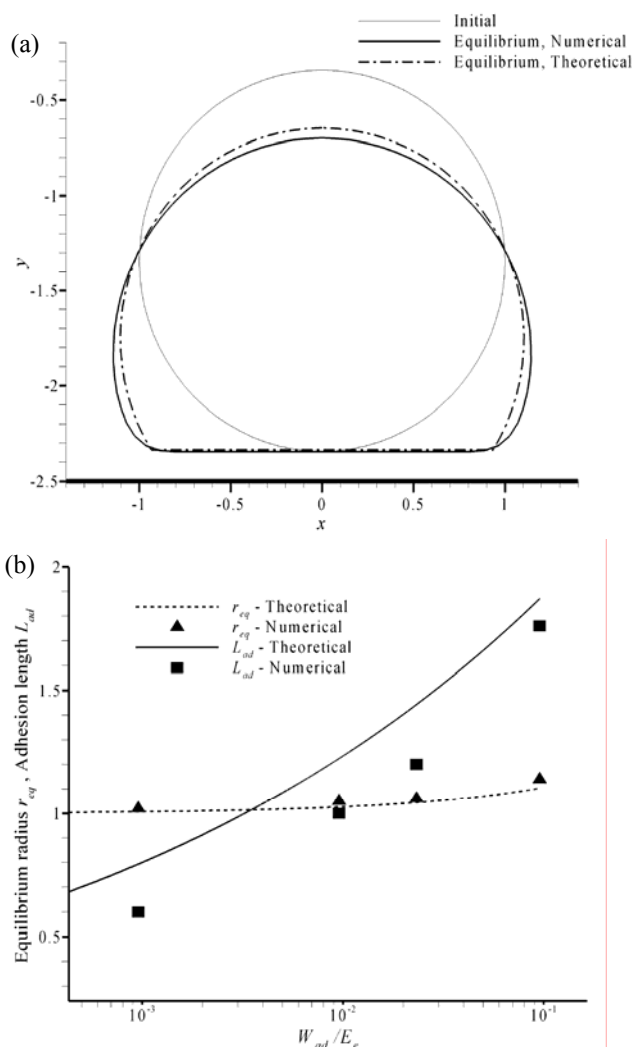 (a)
Initial
Equilibrium, Numerical
Equilibrium, Theoretical
-0.5
-1
-1.5
-2
-2.5
y
-1
-0.5
0
0.5
1
x
(b)
2
1.5
1
0.5
Equilibrium radius r_eq , Adhesion length L_ad
r_eq - Theoretical
r_eq - Numerical
L_ad - Theoretical
L_ad - Numerical
10^-3
10^-2
10^-1
W_ad /E_e